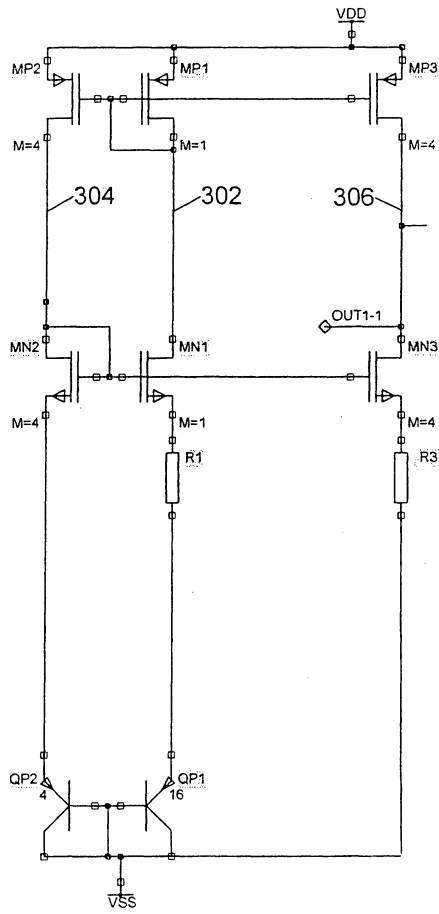 VDD
MP2
MP1
MP3
M=4
M=1
M=4
304
302
306
OUT1-1
MN2
MN1
MN3
M=4
M=1
M=4
R1
R3
QP2
QP1
4
16
VSS